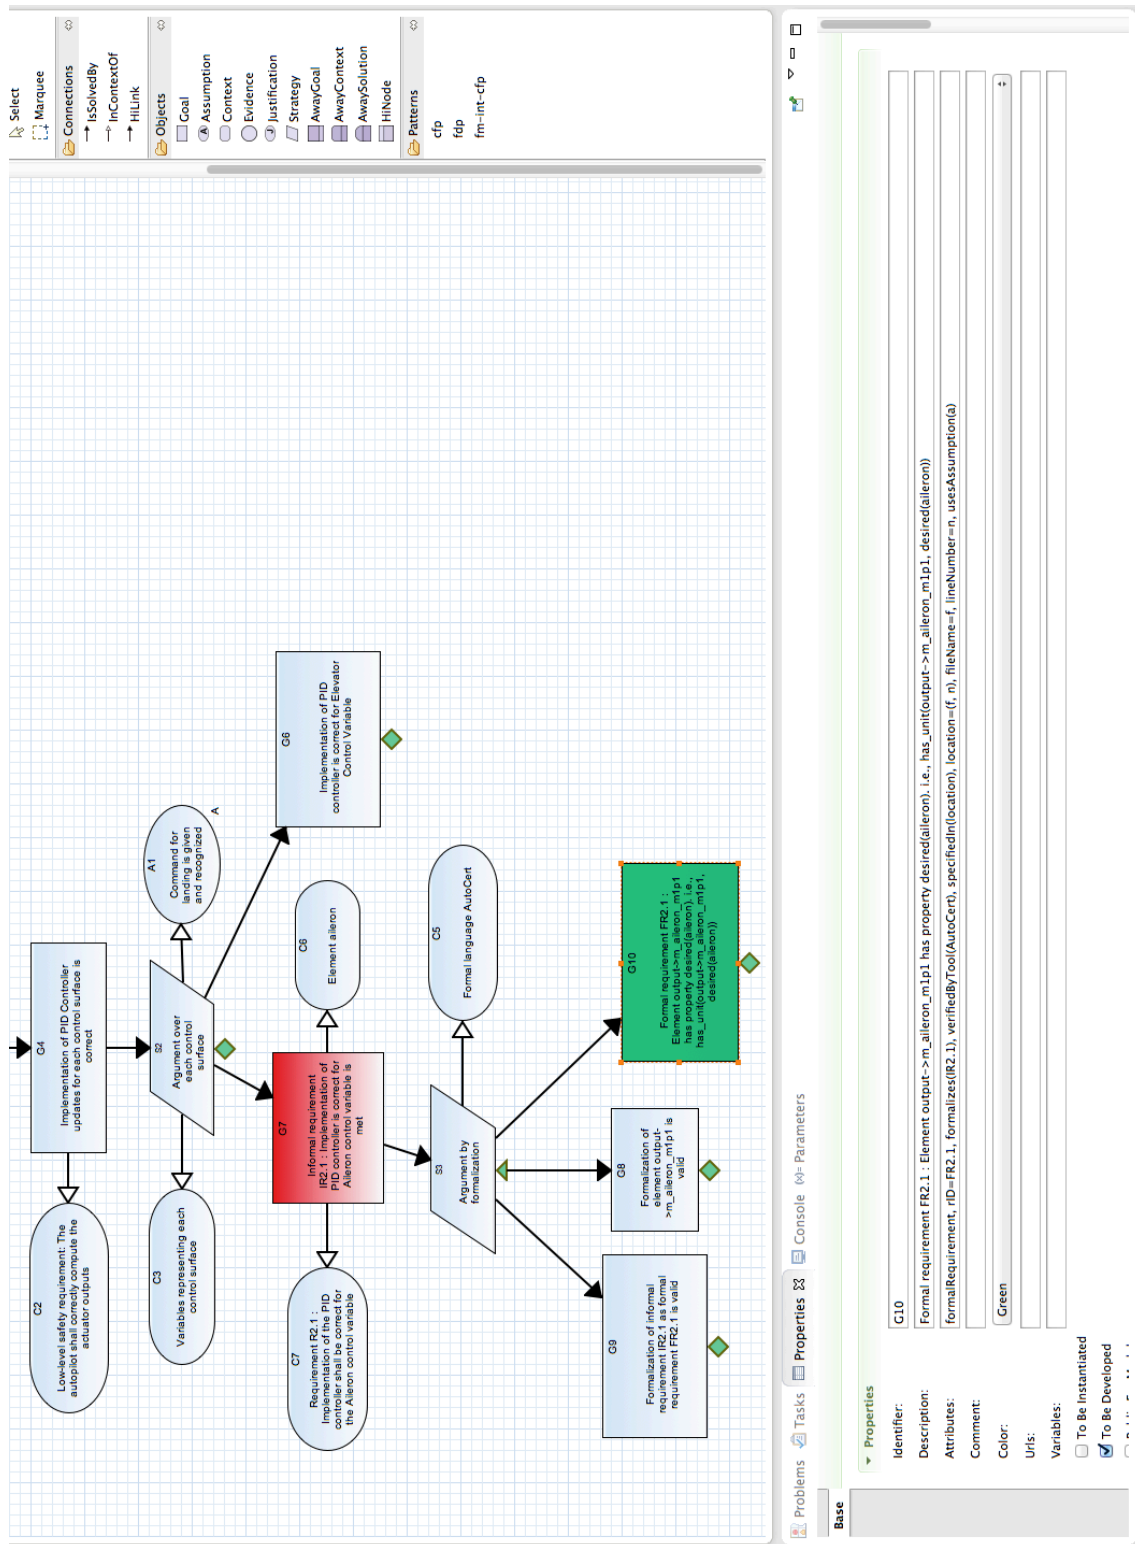 Select
Marquee
Connections
IsSolvedBy
InContextOf
HiLink
Objects
Goal
A
Assumption
Context
Evidence
J
Justification
Strategy
AwayGoal
AwayContext
AwaySolution
HiNode
Patterns
cfp
fdp
fm-int-cfp
C2
Low-level safety requirement: The
autopilot shall correctly compute the
actuator outputs
G4
Implementation of PID Controller
updates for each control surface is
correct
C3
Variables representing each
control surface
S2
Argument over
each control
surface
A1
Command for
landing is given
and recognized
A
C7
Requirement R2.1 :
Implementation of the PID
controller shall be correct for
the Aileron control variable
G7
Informal requirement
IR2.1 : Implementation of
PID controller is correct for
Aileron control variable is
met
C6
Element aileron
G6
Implementation of PID
controller is correct for Elevator
Control Variable
S3
Argument by
formalization
C5
Formal language AutoCert
G9
Formalization of informal
requirement IR2.1 as formal
requirement FR2.1 is valid
G8
Formalization of
element output-
>m_aileron_m1p1 is
valid
G10
Formal requirement FR2.1 :
Element output->m_aileron_m1p1
has property desired(aileron). i.e.,
has_unit(output->m_aileron_m1p1,
desired(aileron))
Problems
Tasks
Properties
Console
(x)= Parameters
Base
Properties
Identifier:
G10
Description:
Formal requirement FR2.1 : Element output->m_aileron_m1p1 has property desired(aileron). i.e., has_unit(output->m_aileron_m1p1, desired(aileron))
Attributes:
formalRequirement, rID=FR2.1, formalizes(IR2.1), verifiedByTool(AutoCert), specifiedIn(location), location=(f, n), fileName=f, lineNumber=n, usesAssumption(a)
Comment:
Color:
Green
Urls:
Variables:
To Be Instantiated
To Be Developed